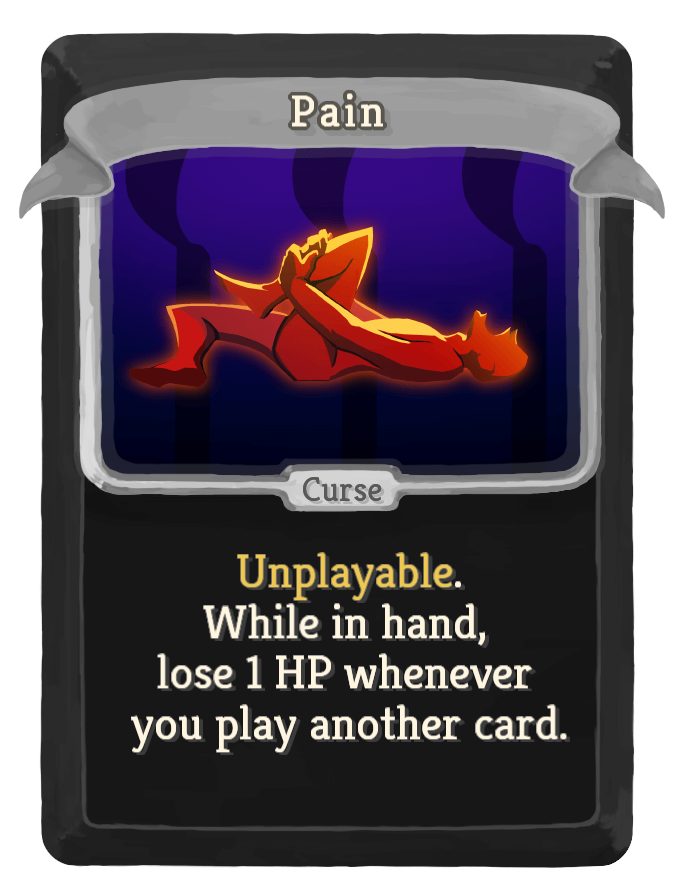 Pain
Curse
Unplayable.
While in hand,
lose 1 HP whenever
you play another card.